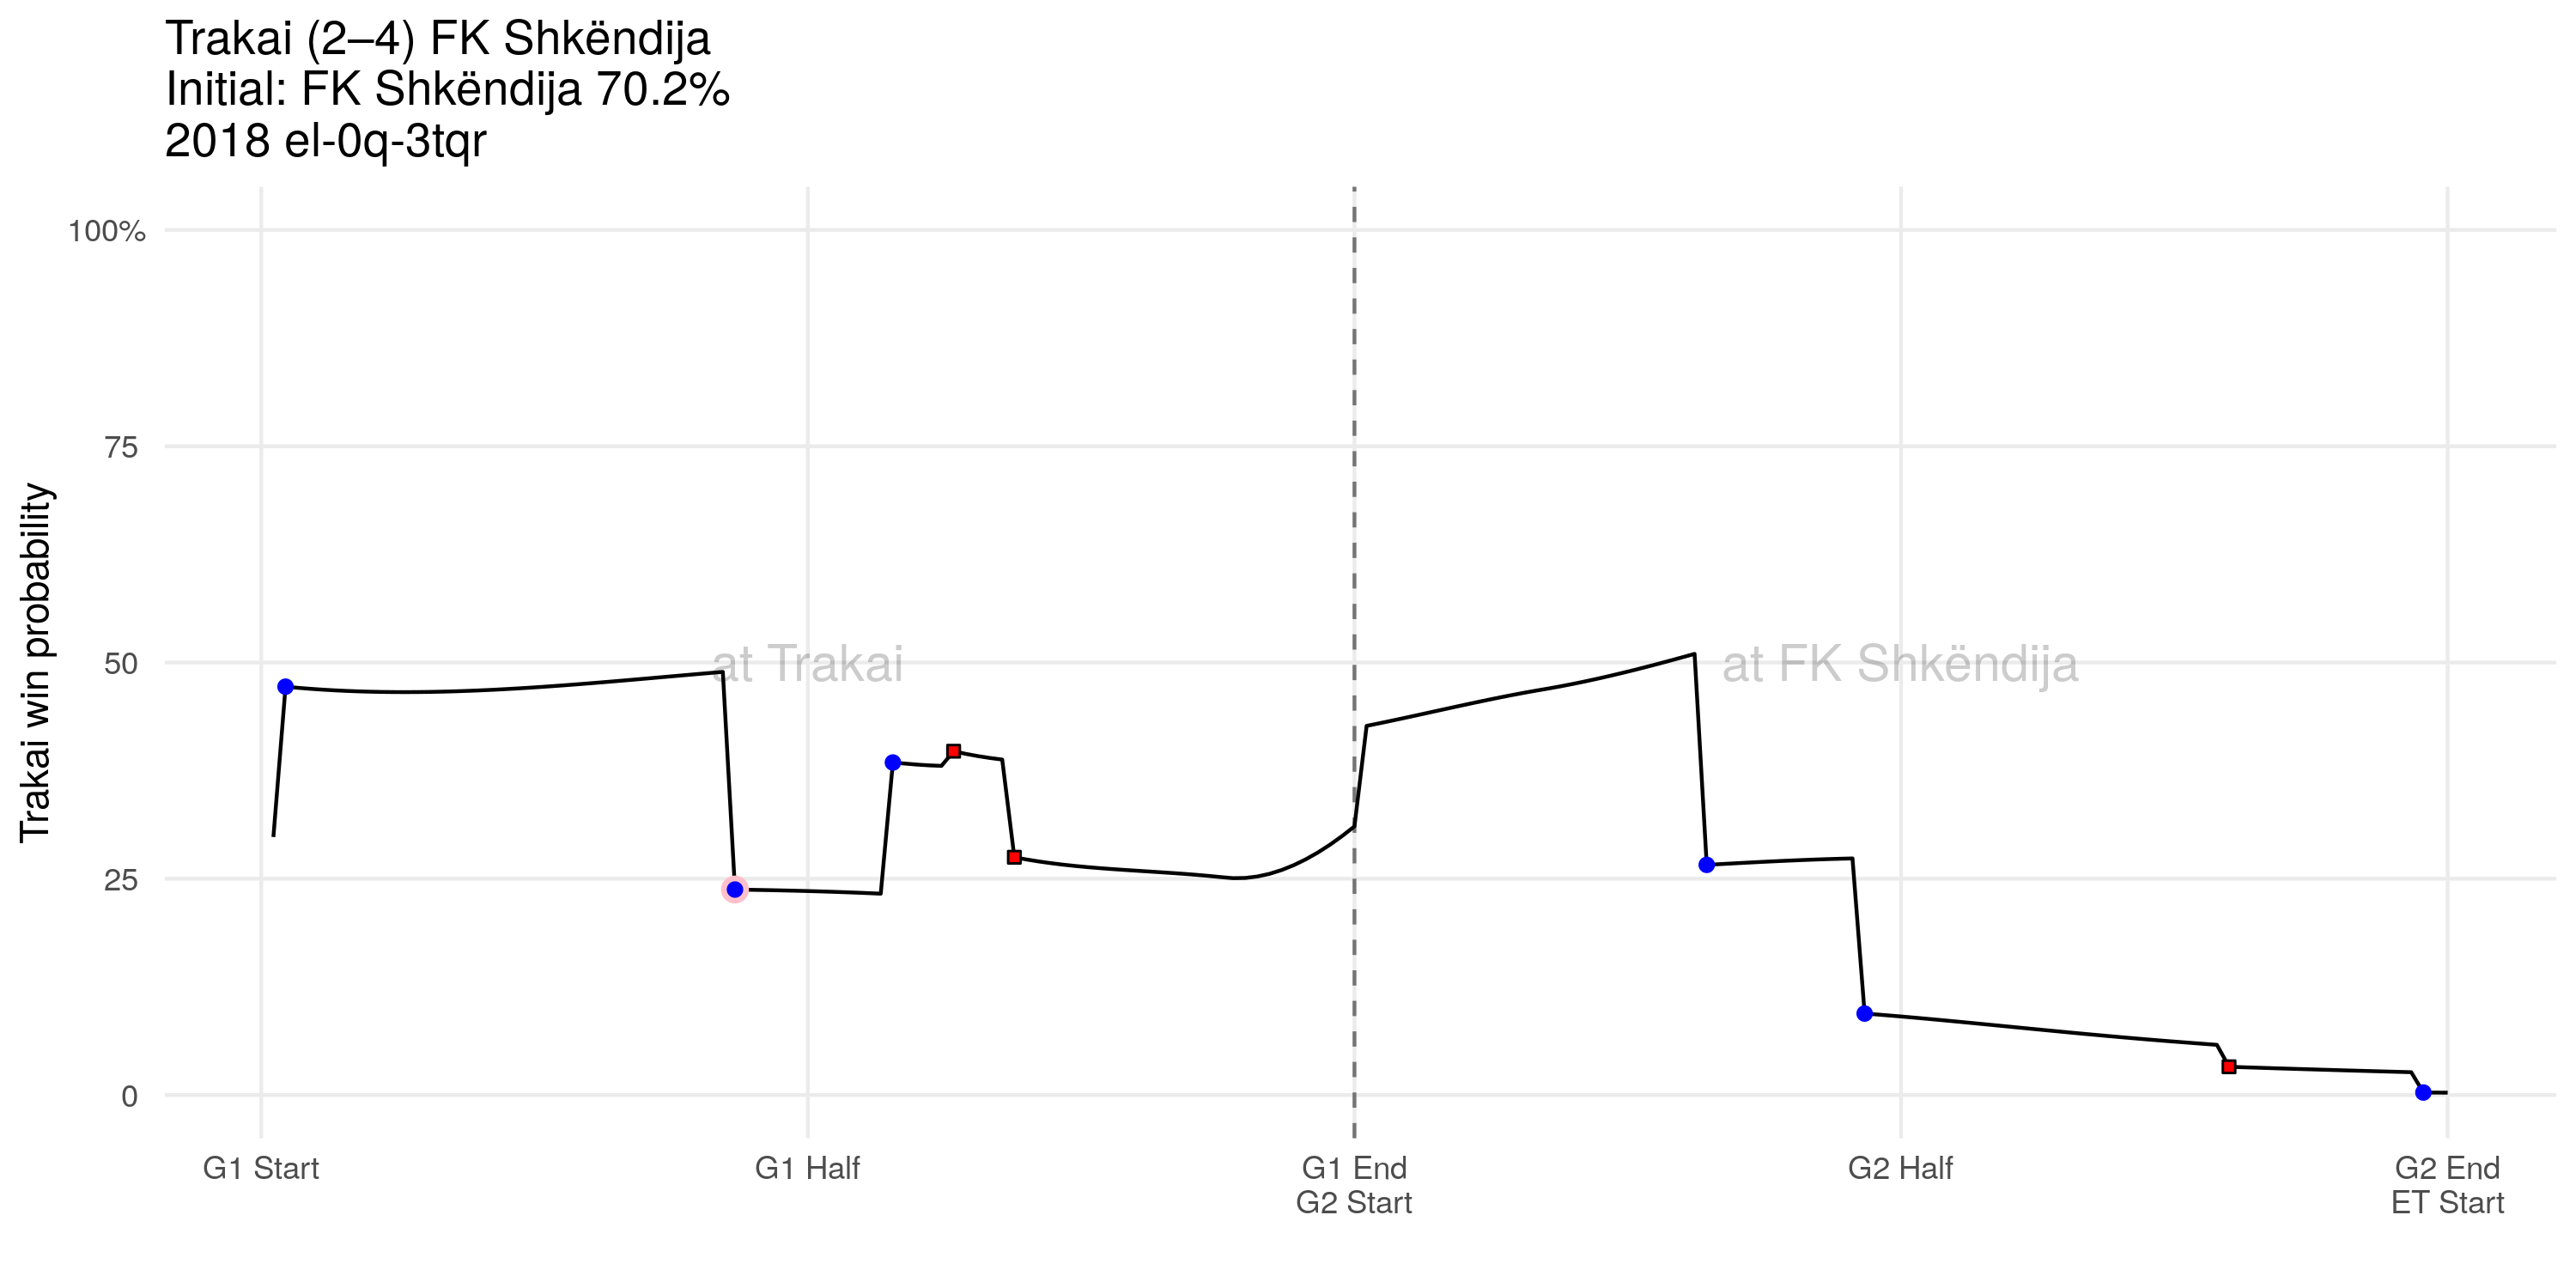 Trakai (2–4) FK Shkëndija
Initial: FK Shkëndija 70.2%
2018 el-0q-3tqr
Trakai win probability
100%
75
50
25
0
at Trakai
at FK Shkëndija
G1 Start
G1 Half
G1 End
G2 Start
G2 Half
G2 End
ET Start